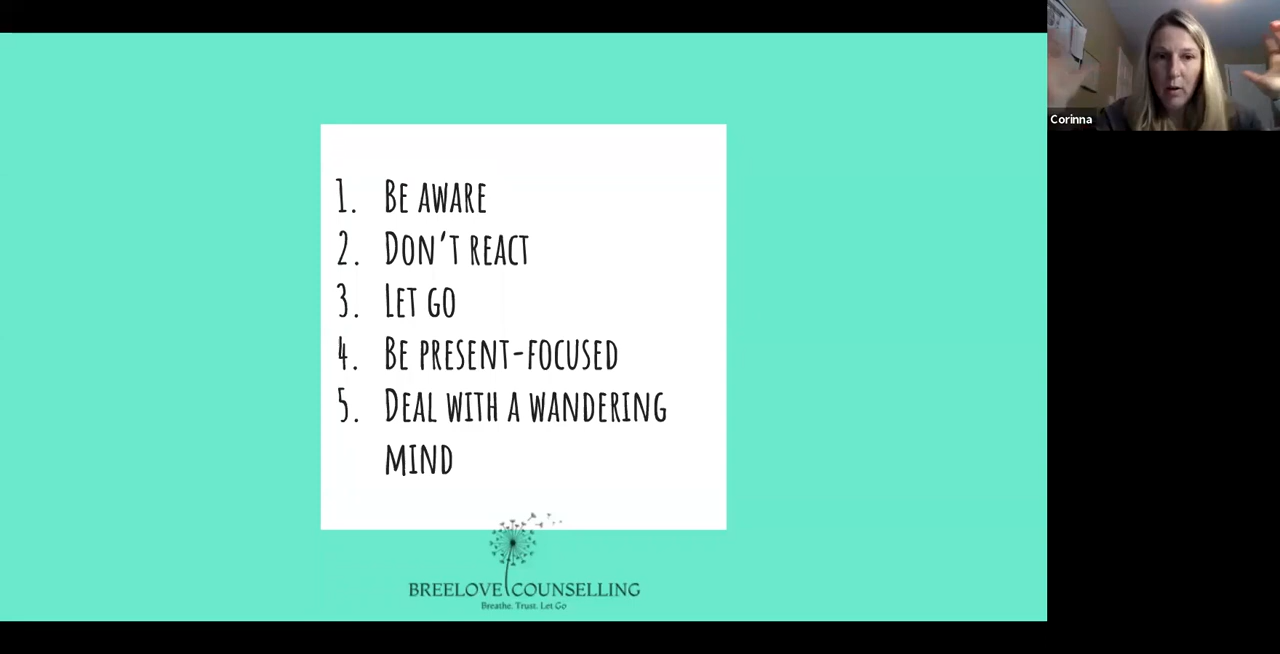 1. Be aware
2. Don't react
3. Let go
4. Be present-focused
5. Deal with a wandering
mind
BREELOVE COUNSELLING
Breathe. Trust. Let Go
Corinna